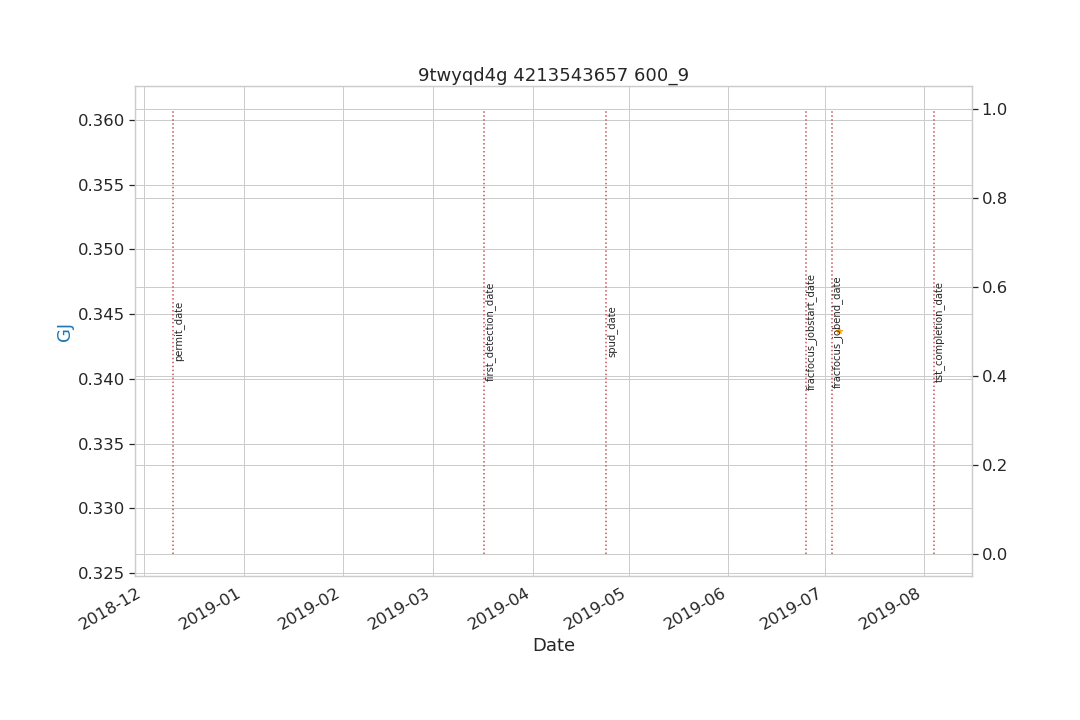 9twyqd4g 4213543657 600_9
GJ
0.360
0.355
0.350
0.345
0.340
0.335
0.330
0.325
1.0
0.8
0.6
0.4
0.2
0.0
permit_date
first_detection_date
spud_date
fracfocus_jobstart_date
fracfocus_jobend_date
tst_completion_date
2018-12
2019-01
2019-02
2019-03
2019-04
2019-05
2019-06
2019-07
2019-08
Date